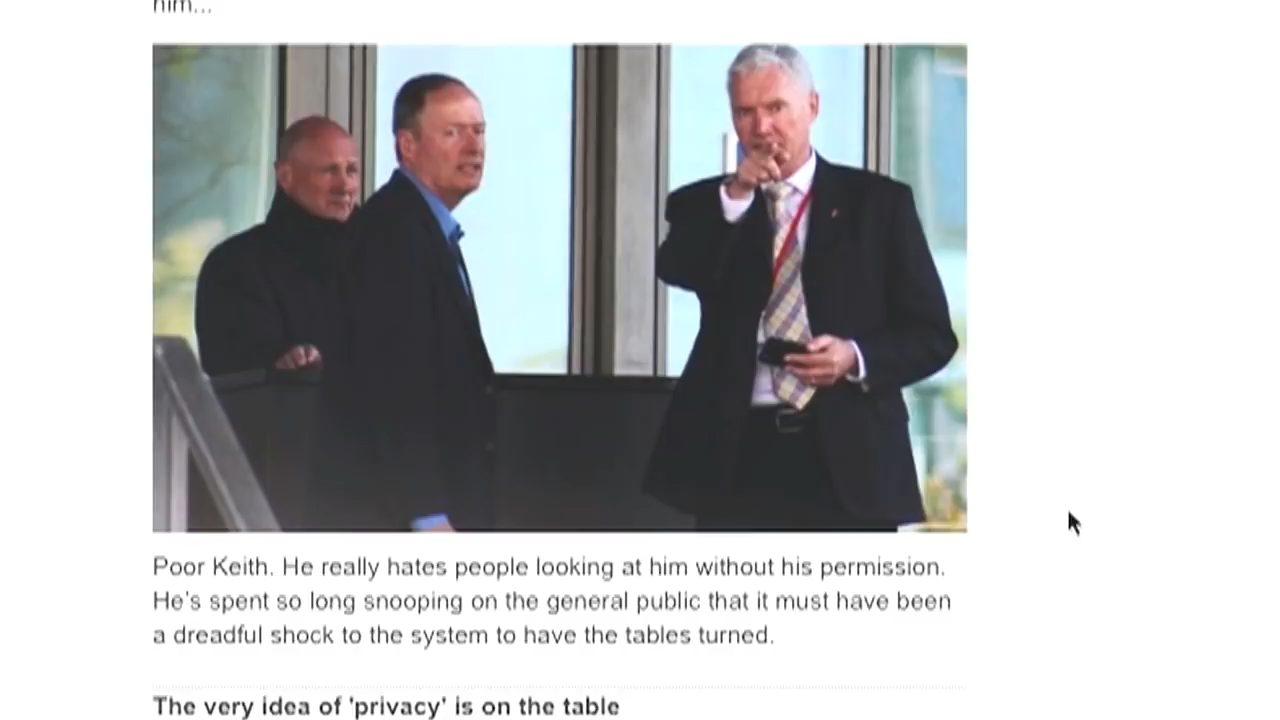 him...
Poor Keith. He really hates people looking at him without his permission.
He's spent so long snooping on the general public that it must have been
a dreadful shock to the system to have the tables turned.
The very idea of 'privacy' is on the table